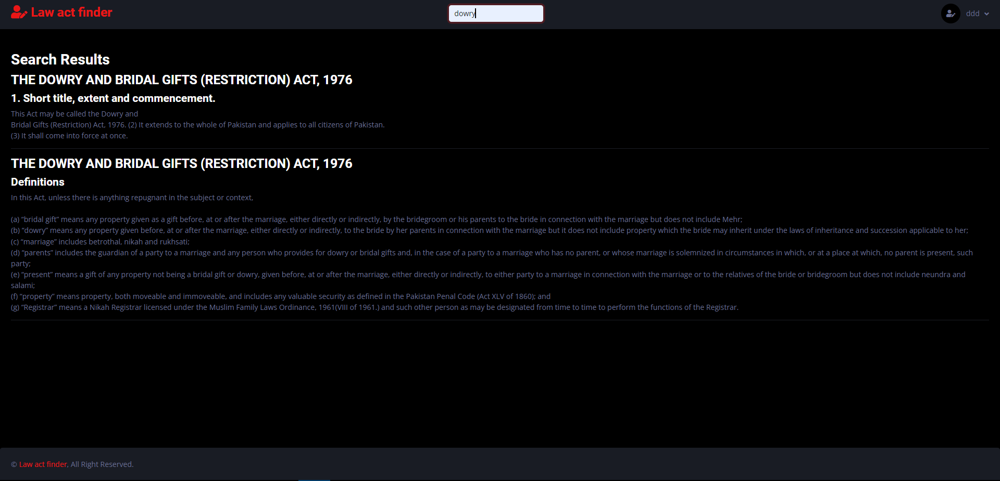 Law act finder
dowry
ddd
Search Results
THE DOWRY AND BRIDAL GIFTS (RESTRICTION) ACT, 1976
1. Short title, extent and commencement.
This Act may be called the Dowry and
Bridal Gifts (Restriction) Act, 1976. (2) It extends to the whole of Pakistan and applies to all citizens of Pakistan.
(3) It shall come into force at once.
THE DOWRY AND BRIDAL GIFTS (RESTRICTION) ACT, 1976
Definitions
In this Act, unless there is anything repugnant in the subject or context,
(a) “bridal gift” means any property given as a gift before, at or after the marriage, either directly or indirectly, by the bridegroom or his parents to the bride in connection with the marriage but does not include Mehr;
(b) “dowry” means any property given before, at or after the marriage, either directly or indirectly, to the bride by her parents in connection with the marriage but it does not include property which the bride may inherit under the laws of inheritance and succession applicable to her;
(c) “marriage” includes betrothal, nikah and rukhsati;
(d) “parents” includes the guardian of a party to a marriage and any person who provides for dowry or bridal gifts and, in the case of a party to a marriage who has no parent, or whose marriage is solemnized in circumstances in which, or at a place at which, no parent is present, such
party;
(e) “present” means a gift of any property not being a bridal gift or dowry, given before, at or after the marriage, either directly or indirectly, to either party to a marriage in connection with the marriage or to the relatives of the bride or bridegroom but does not include neundra and
salami;
(f) “property” means property, both moveable and immoveable, and includes any valuable security as defined in the Pakistan Penal Code (Act XLV of 1860); and
(g) “Registrar” means a Nikah Registrar licensed under the Muslim Family Laws Ordinance, 1961(VIII of 1961.) and such other person as may be designated from time to time to perform the functions of the Registrar.
© Law act finder, All Right Reserved.